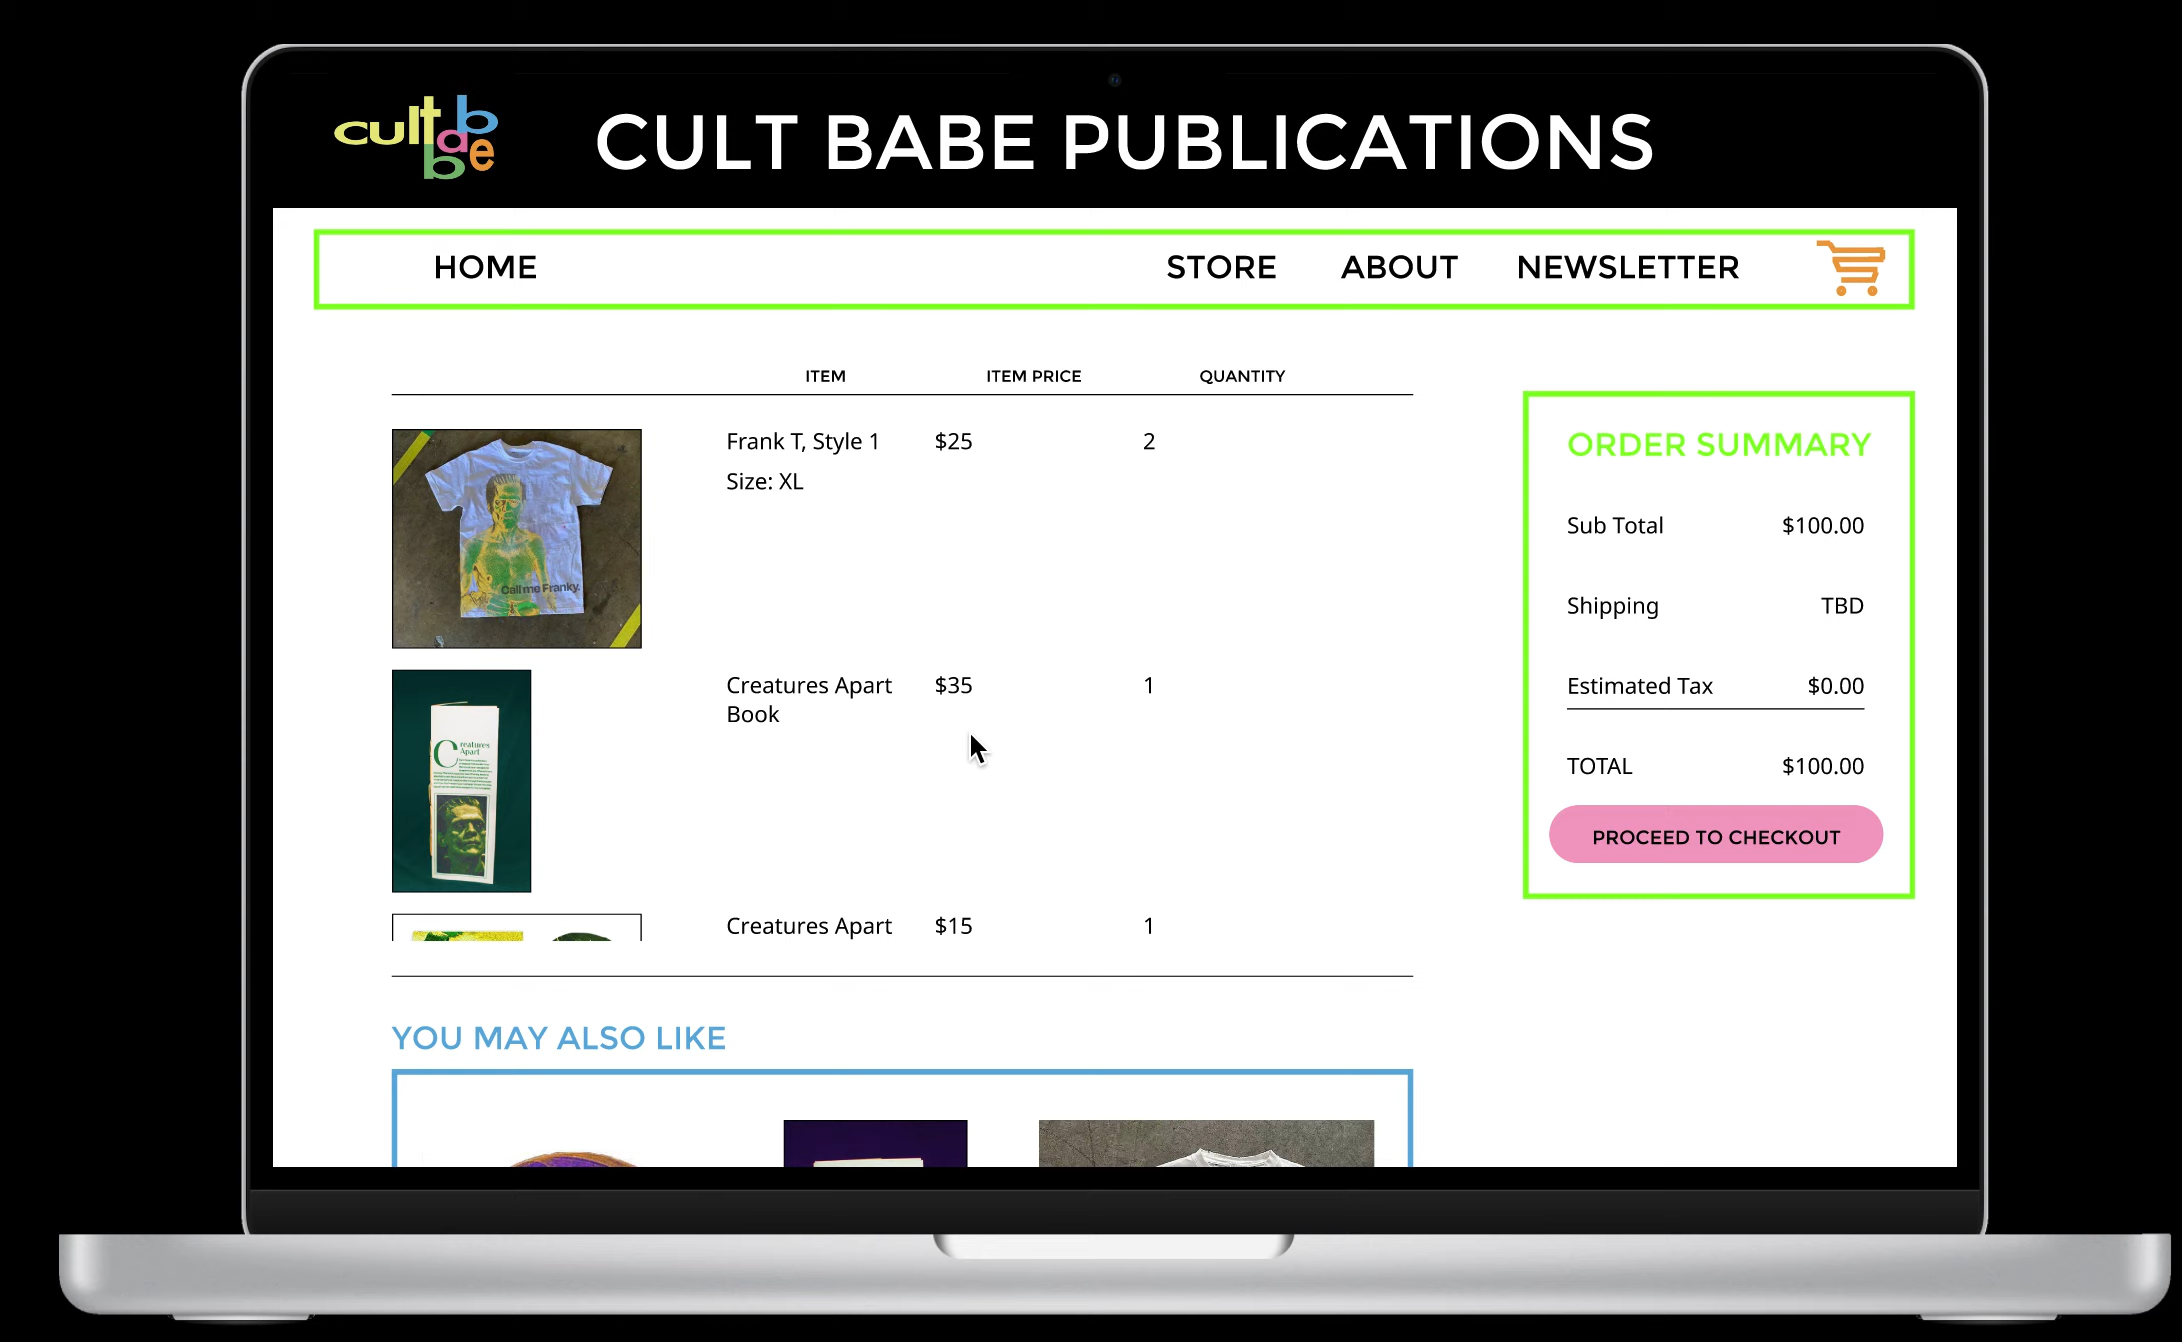 cult babe
CULT BABE PUBLICATIONS
HOME STORE ABOUT NEWSLETTER
ITEM ITEM PRICE QUANTITY
Frank T, Style 1 $25 2
Size: XL
Call me Franky.
Creatures Apart $35 1
Book
Creatures
Apart
Creatures Apart $15 1
ORDER SUMMARY
Sub Total $100.00
Shipping TBD
Estimated Tax $0.00
TOTAL $100.00
PROCEED TO CHECKOUT
YOU MAY ALSO LIKE